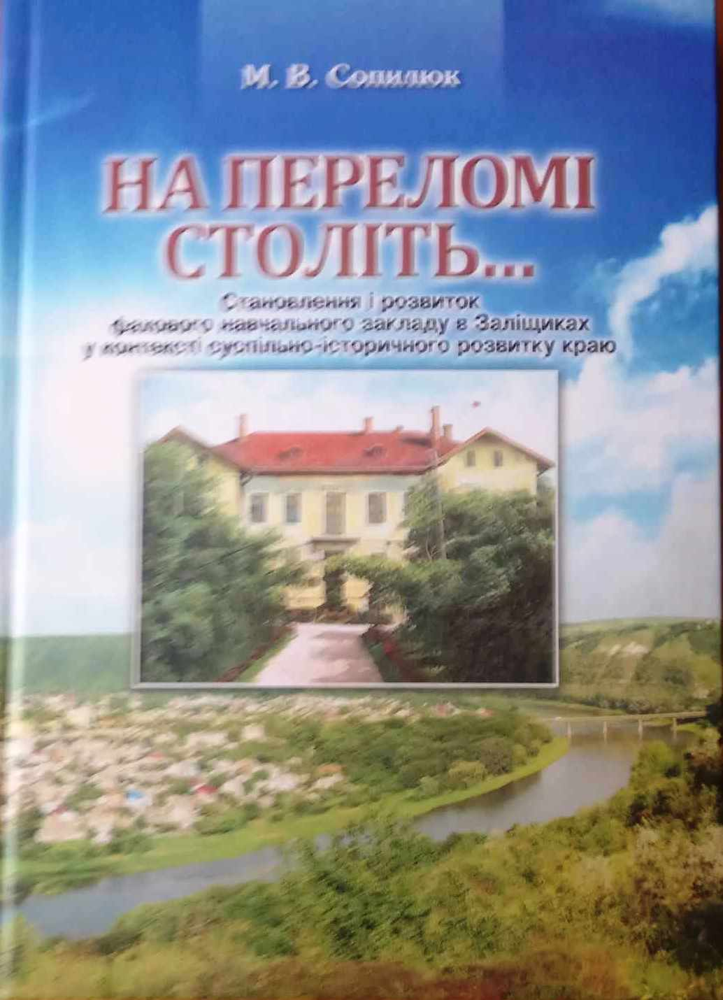 М. В. Сопилюк
НА ПЕРЕЛОМІ
СТОЛІТЬ...
Становлення і розвиток
фахового навчального закладу в Заліщиках
у контексті суспільно-історичного розвитку краю